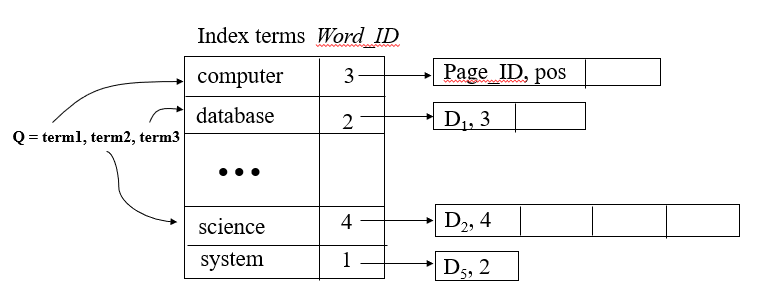 Index terms Word_ID
computer 3 Page_ID, pos
database 2 D₁, 3
Q = term1, term2, term3
•••
science 4 D₂, 4
system 1 D₅, 2